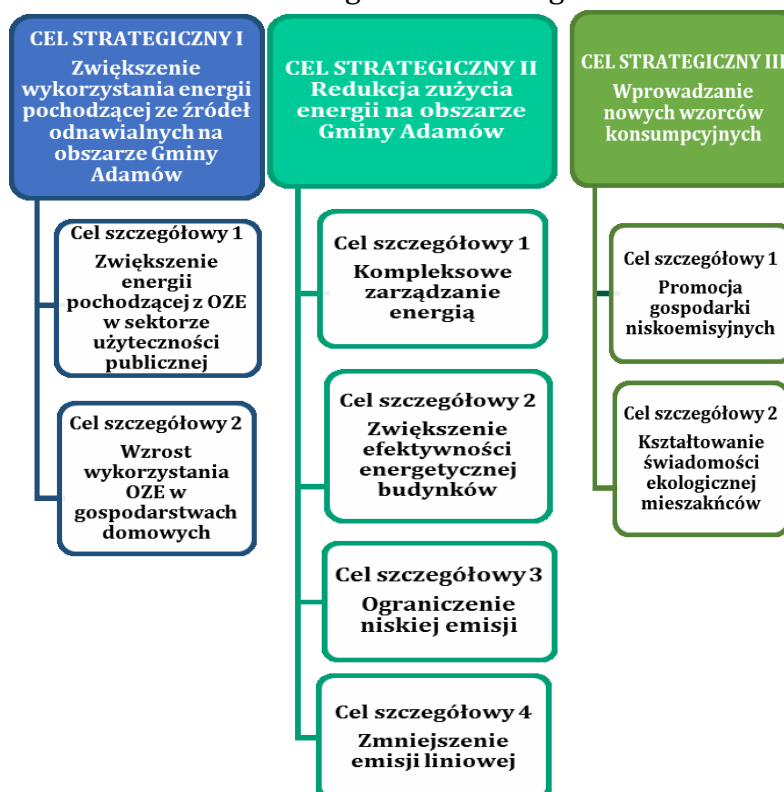 CEL STRATEGICZNY I
Zwiększenie
wykorzystania energii
pochodzącej ze źródeł
odnawialnych na
obszarze Gminy
Adamów
Cel szczegółowy 1
Zwiększenie
energii
pochodzącej z OZE
w sektorze
użyteczności
publicznej
Cel szczegółowy 2
Wzrost
wykorzystania
OZE w
gospodarstwach
domowych
CEL STRATEGICZNY II
Redukcja zużycia
energii na obszarze
Gminy Adamów
Cel szczegółowy 1
Kompleksowe
zarządzanie
energią
Cel szczegółowy 2
Zwiększenie
efektywności
energetycznej
budynków
Cel szczegółowy 3
Ograniczenie
niskiej emisji
Cel szczegółowy 4
Zmniejszenie
emisji liniowej
CEL STRATEGICZNY III
Wprowadzanie
nowych wzorców
konsumpcyjnych
Cel szczegółowy 1
Promocja
gospodarki
niskoemisyjnych
Cel szczegółowy 2
Kształtowanie
świadomości
ekologicznej
mieszakńców